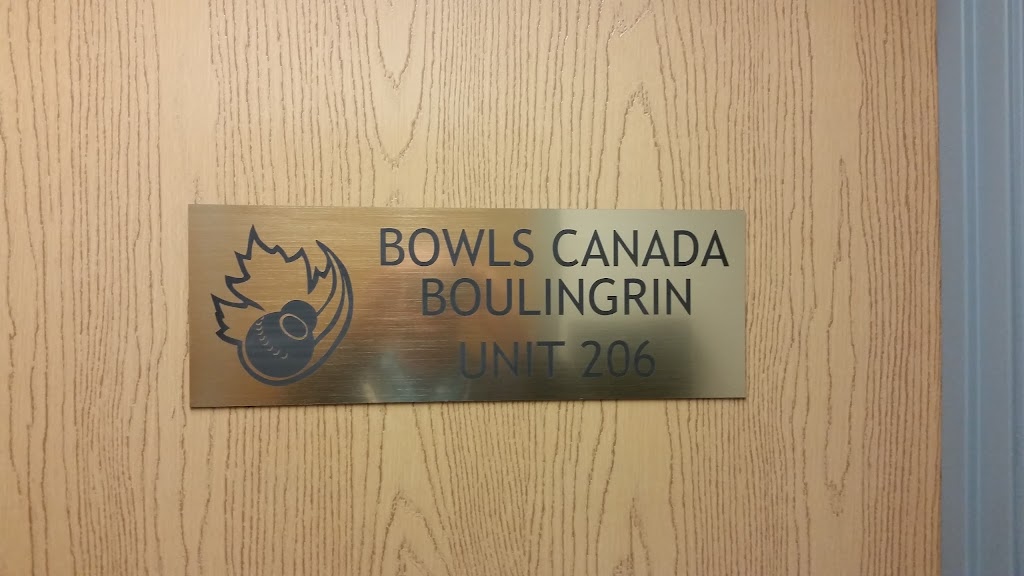 BOWLS CANADA
BOULINGRIN
UNIT 206